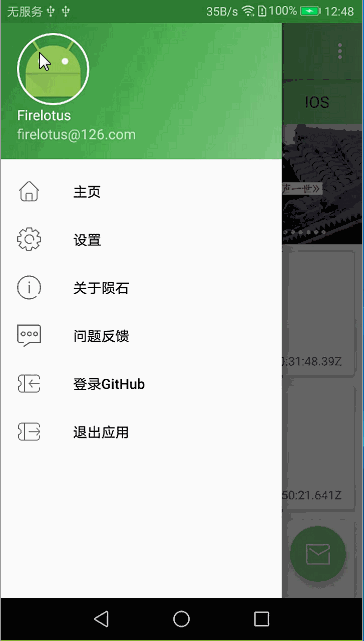 无服务 35B/s 100% 12:48
Firelotus
firelotus@126.com
IOS
声一世》
主页
设置
关于陨石
0:31:48.39Z
问题反馈
登录GitHub
退出应用
50:21.641Z